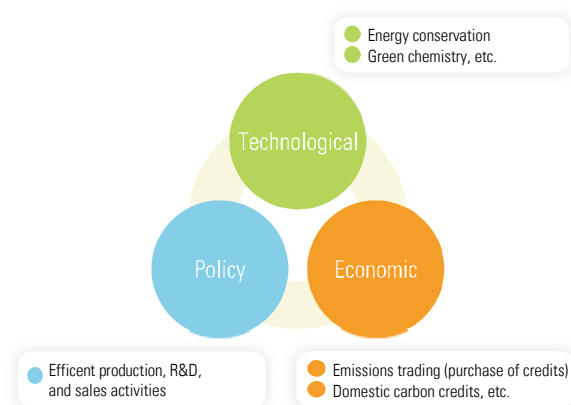 Energy conservation
Green chemistry, etc.
Technological
Policy
Economic
Efficent production, R&D,
and sales activities
Emissions trading (purchase of credits)
Domestic carbon credits, etc.